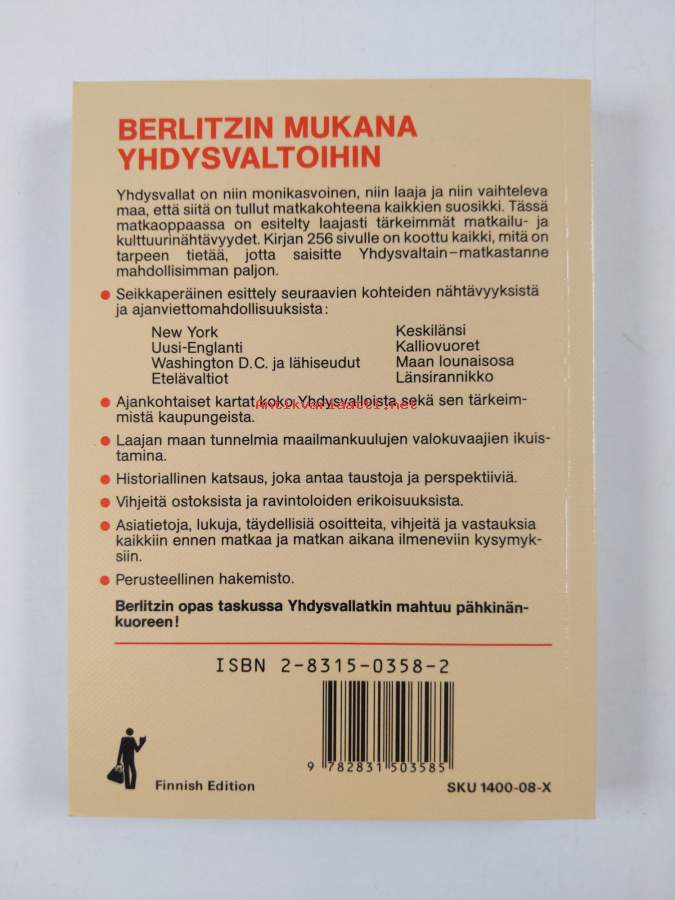 BERLITZIN MUKANA
YHDYSVALTOIHIN
Yhdysvallat on niin monikasvoinen, niin laaja ja niin vaihteleva
maa, että siitä on tullut matkakohteena kaikkien suosikki. Tässä
matkaoppaassa on esitelty laajasti tärkeimmät matkailu- ja
kulttuurinähtävyydet. Kirjan 256 sivulle on koottu kaikki, mitä on
tarpeen tietää, jotta saisitte Yhdysvaltain–matkastanne
mahdollisimman paljon.
● Seikkaperäinen esittely seuraavien kohteiden nähtävyyksistä
ja ajanviettomahdollisuuksista:
New York Keskilänsi
Uusi-Englanti Kalliovuoret
Washington D.C. ja lähiseudut Maan lounaisosa
Etelävaltiot Länsirannikko
● Ajankohtaiset kartat koko Yhdysvalloista sekä sen tärkeim-
Antikvariaatti.net
mistä kaupungeista.
● Laajan maan tunnelmia maailmankuulujen valokuvaajien ikuis-
tamina.
● Historiallinen katsaus, joka antaa taustoja ja perspektiiviä.
● Vihjeitä ostoksista ja ravintoloiden erikoisuuksista.
● Asiatietoja, lukuja, täydellisiä osoitteita, vihjeitä ja vastauksia
kaikkiin ennen matkaa ja matkan aikana ilmeneviin kysymyk-
siin.
● Perusteellinen hakemisto.
Berlitzin opas taskussa Yhdysvallatkin mahtuu pähkinän-
kuoreen!
ISBN 2-8315-0358-2
9 782831 503585
Finnish Edition SKU 1400-08-X